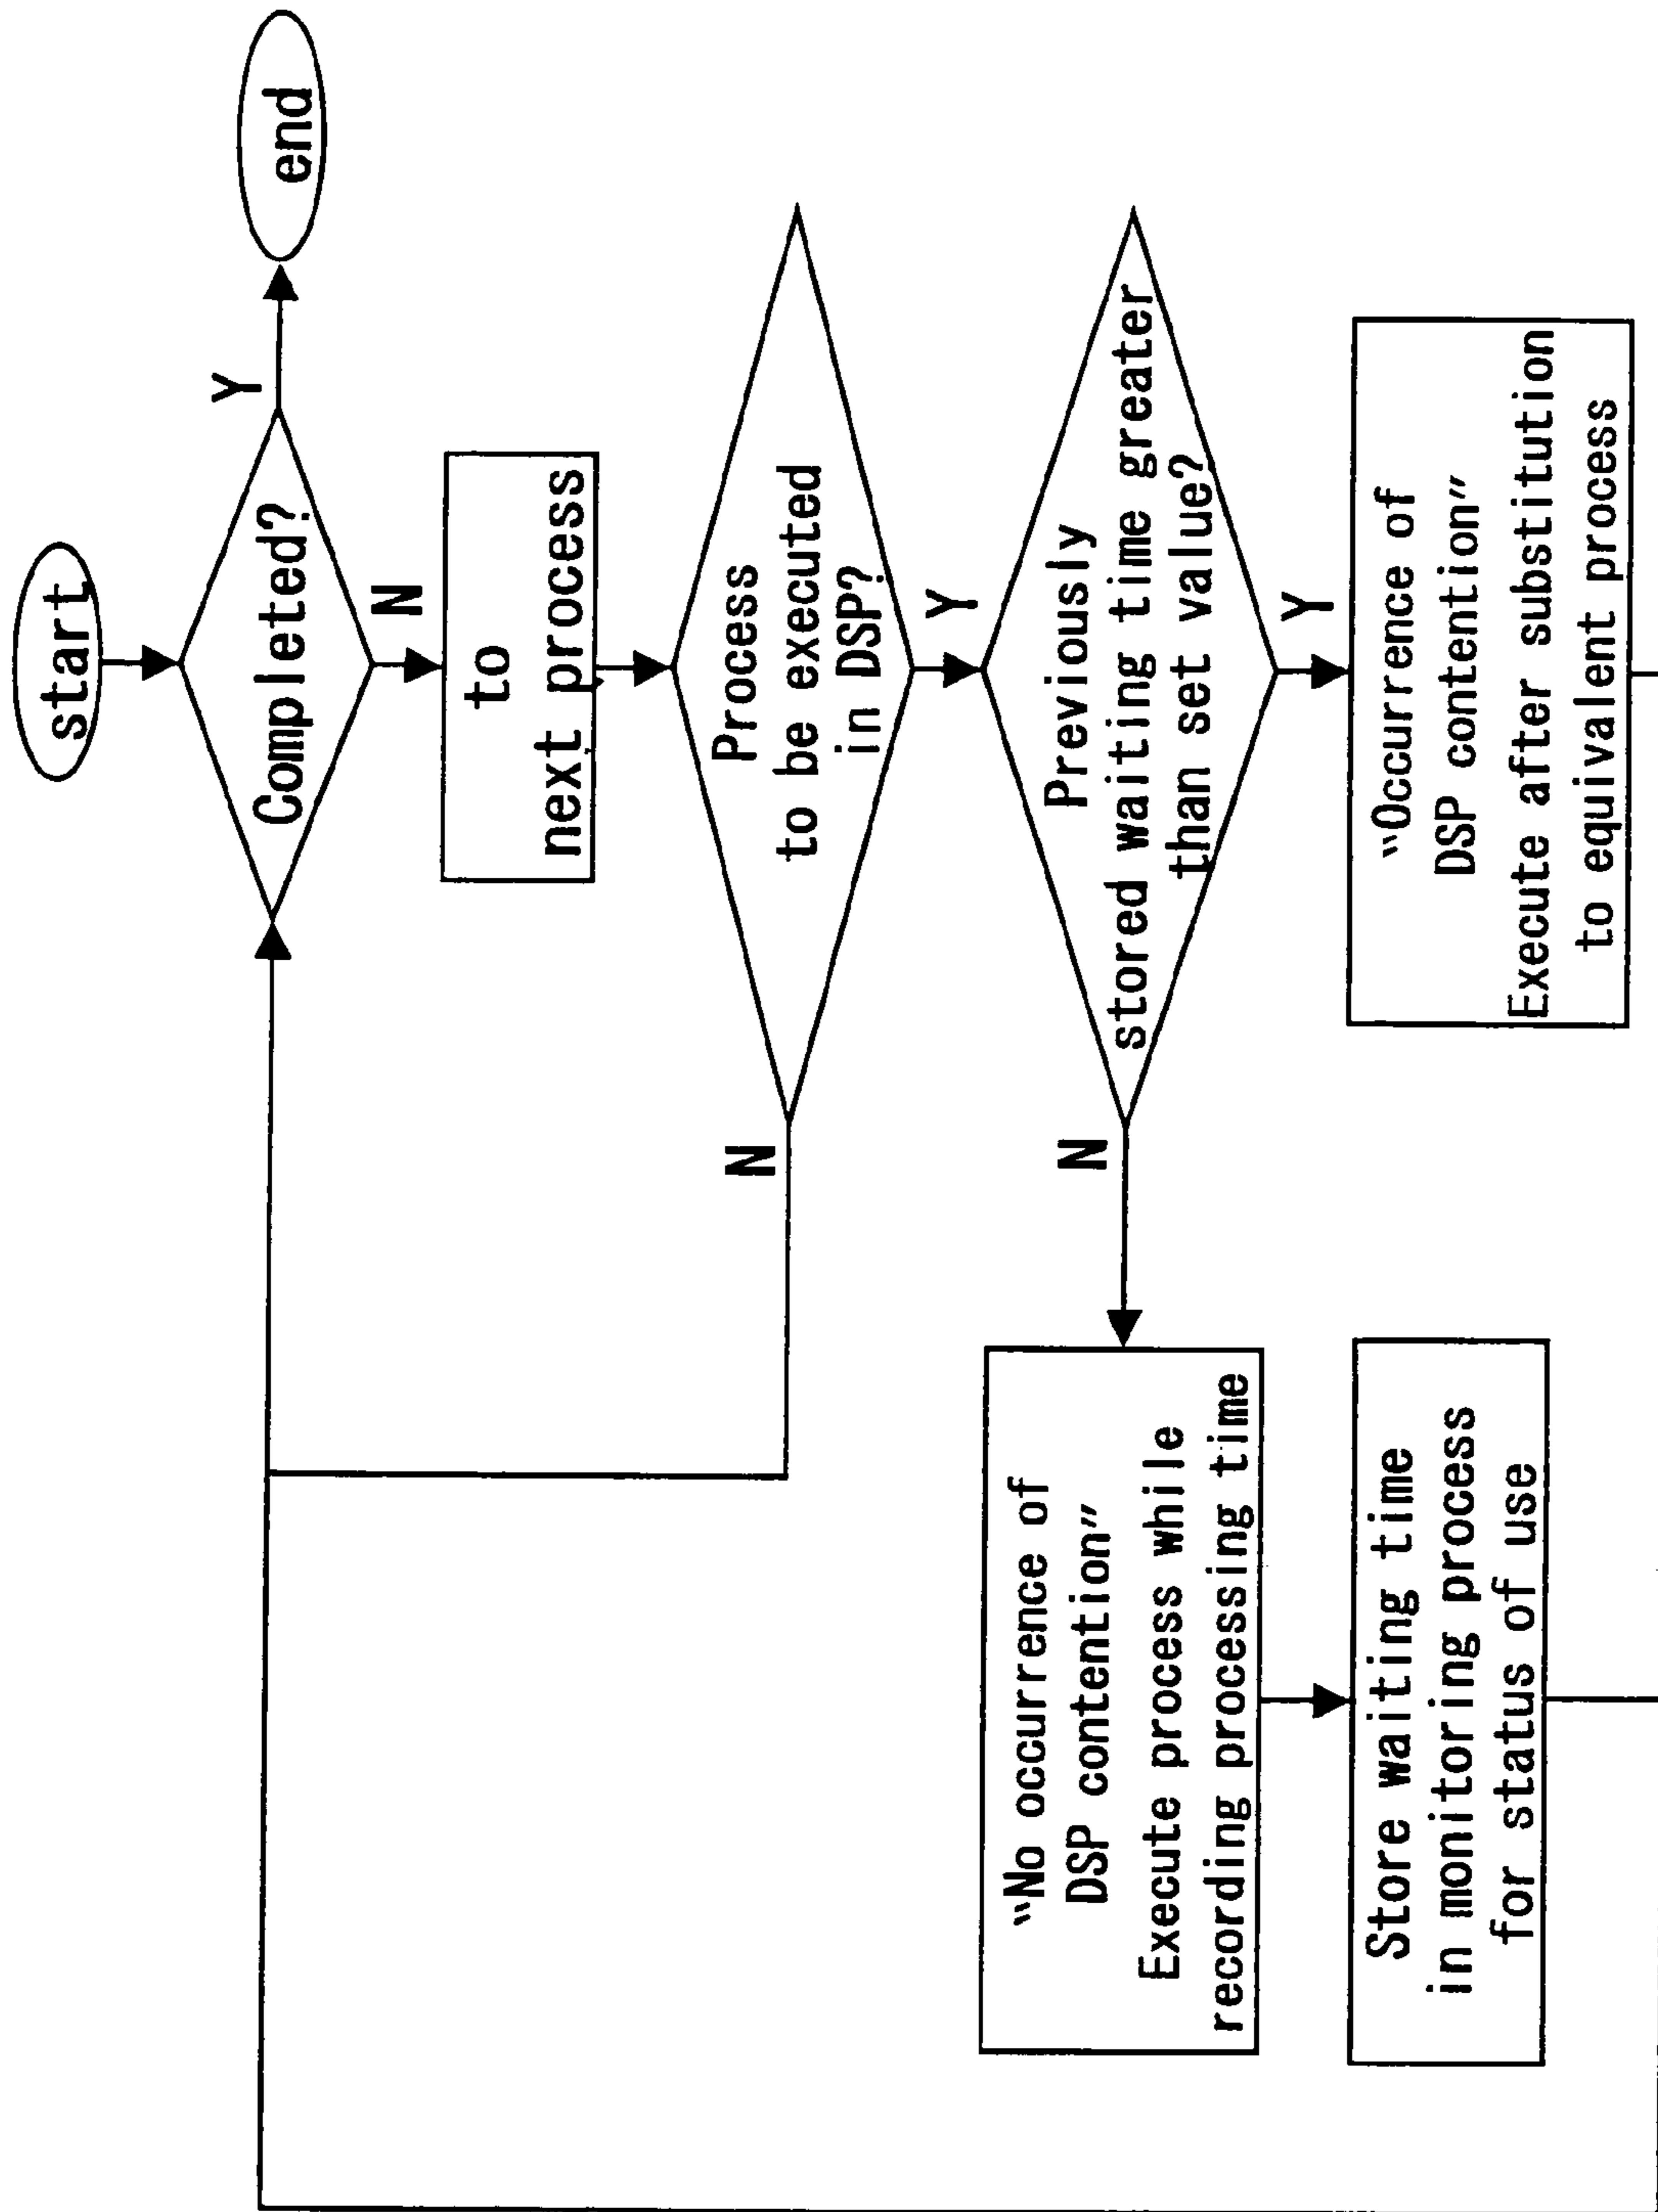 start
Completed?
Y
end
N
to
next process
Process
to be executed
in DSP?
N
Y
Previously
stored waiting time greater
than set value?
N
Y
"No occurrence of
DSP contention"
Execute process while
recording processing time
Store waiting time
in monitoring process
for status of use
"Occurrence of
DSP contention"
Execute after substitution
to equivalent process